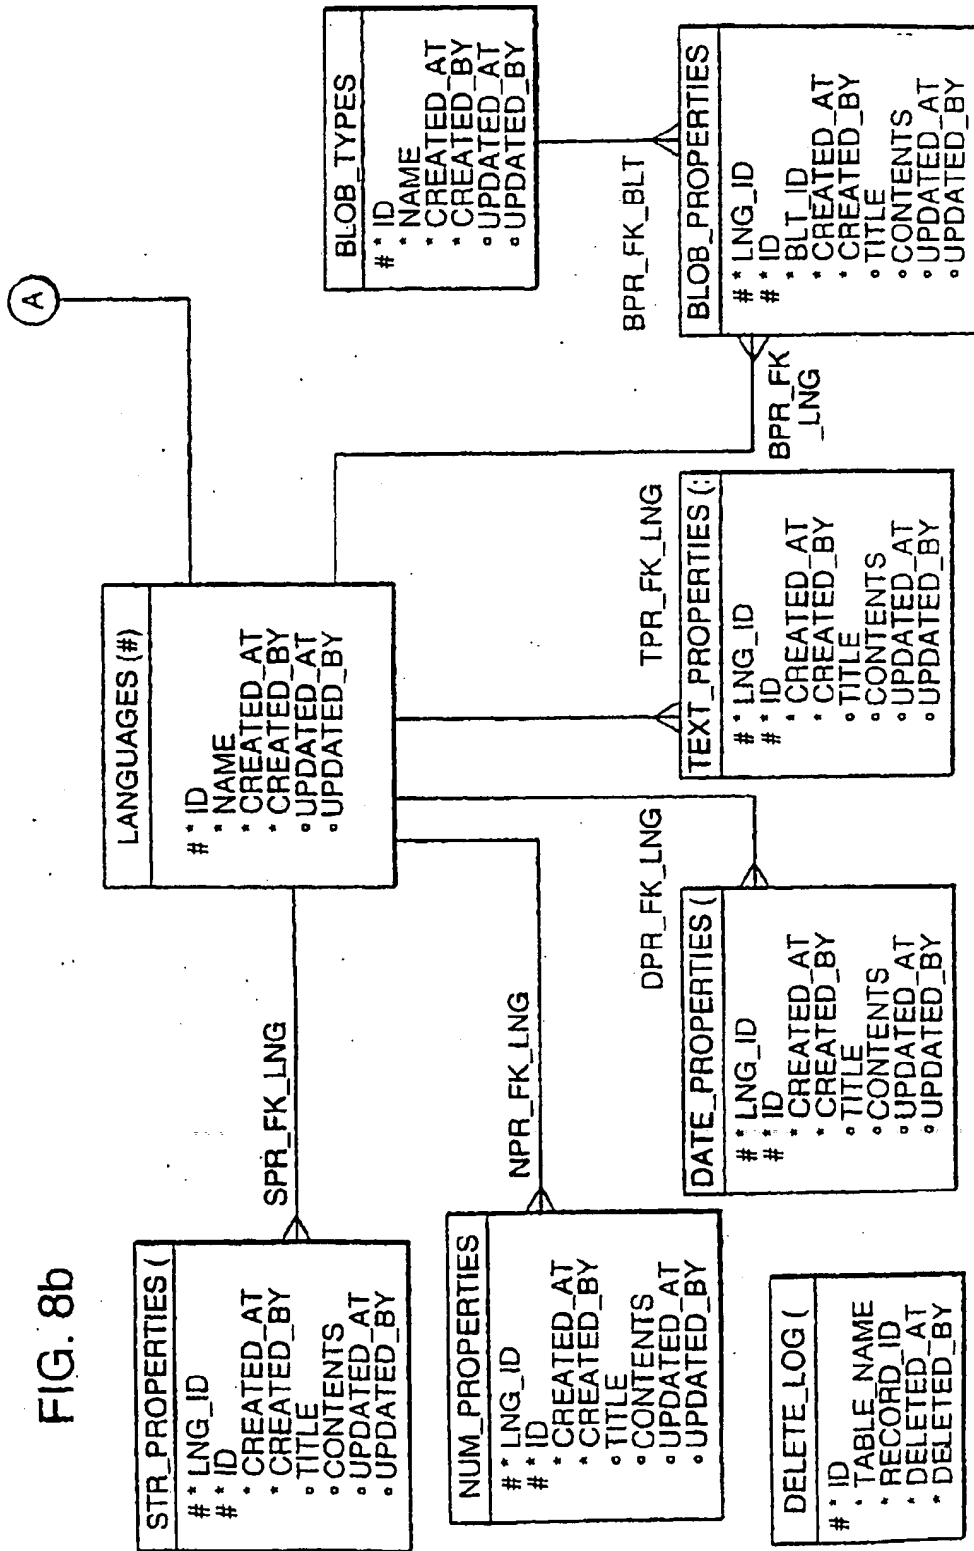 FIG. 8b
STR_PROPERTIES (
#* LNG_ID
#* ID
* CREATED_AT
* CREATED_BY
° TITLE
° CONTENTS
° UPDATED_AT
° UPDATED_BY
SPR_FK_LNG
LANGUAGES (#)
#* ID
* NAME
* CREATED_AT
* CREATED_BY
° UPDATED_AT
° UPDATED_BY
A
NUM_PROPERTIES
#* LNG_ID
#* ID
* CREATED_AT
* CREATED_BY
° TITLE
° CONTENTS
° UPDATED_AT
° UPDATED_BY
NPR_FK_LNG
BLOB_TYPES
#* ID
* NAME
* CREATED_AT
* CREATED_BY
° UPDATED_AT
° UPDATED_BY
BPR_FK_BLT
DELETE_LOG (
#* ID
* TABLE_NAME
* RECORD_ID
* DELETED_AT
* DELETED_BY
DATE_PROPERTIES (
#* LNG_ID
#* ID
* CREATED_AT
* CREATED_BY
° TITLE
° CONTENTS
° UPDATED_AT
° UPDATED_BY
DPR_FK_LNG
TEXT_PROPERTIES (:
#* LNG_ID
#* ID
* CREATED_AT
* CREATED_BY
° TITLE
° CONTENTS
° UPDATED_AT
° UPDATED_BY
TPR_FK_LNG
BPR_FK
_LNG
BLOB_PROPERTIES
#* LNG_ID
#* ID
* BLT_ID
* CREATED_AT
* CREATED_BY
° TITLE
° CONTENTS
° UPDATED_AT
° UPDATED_BY